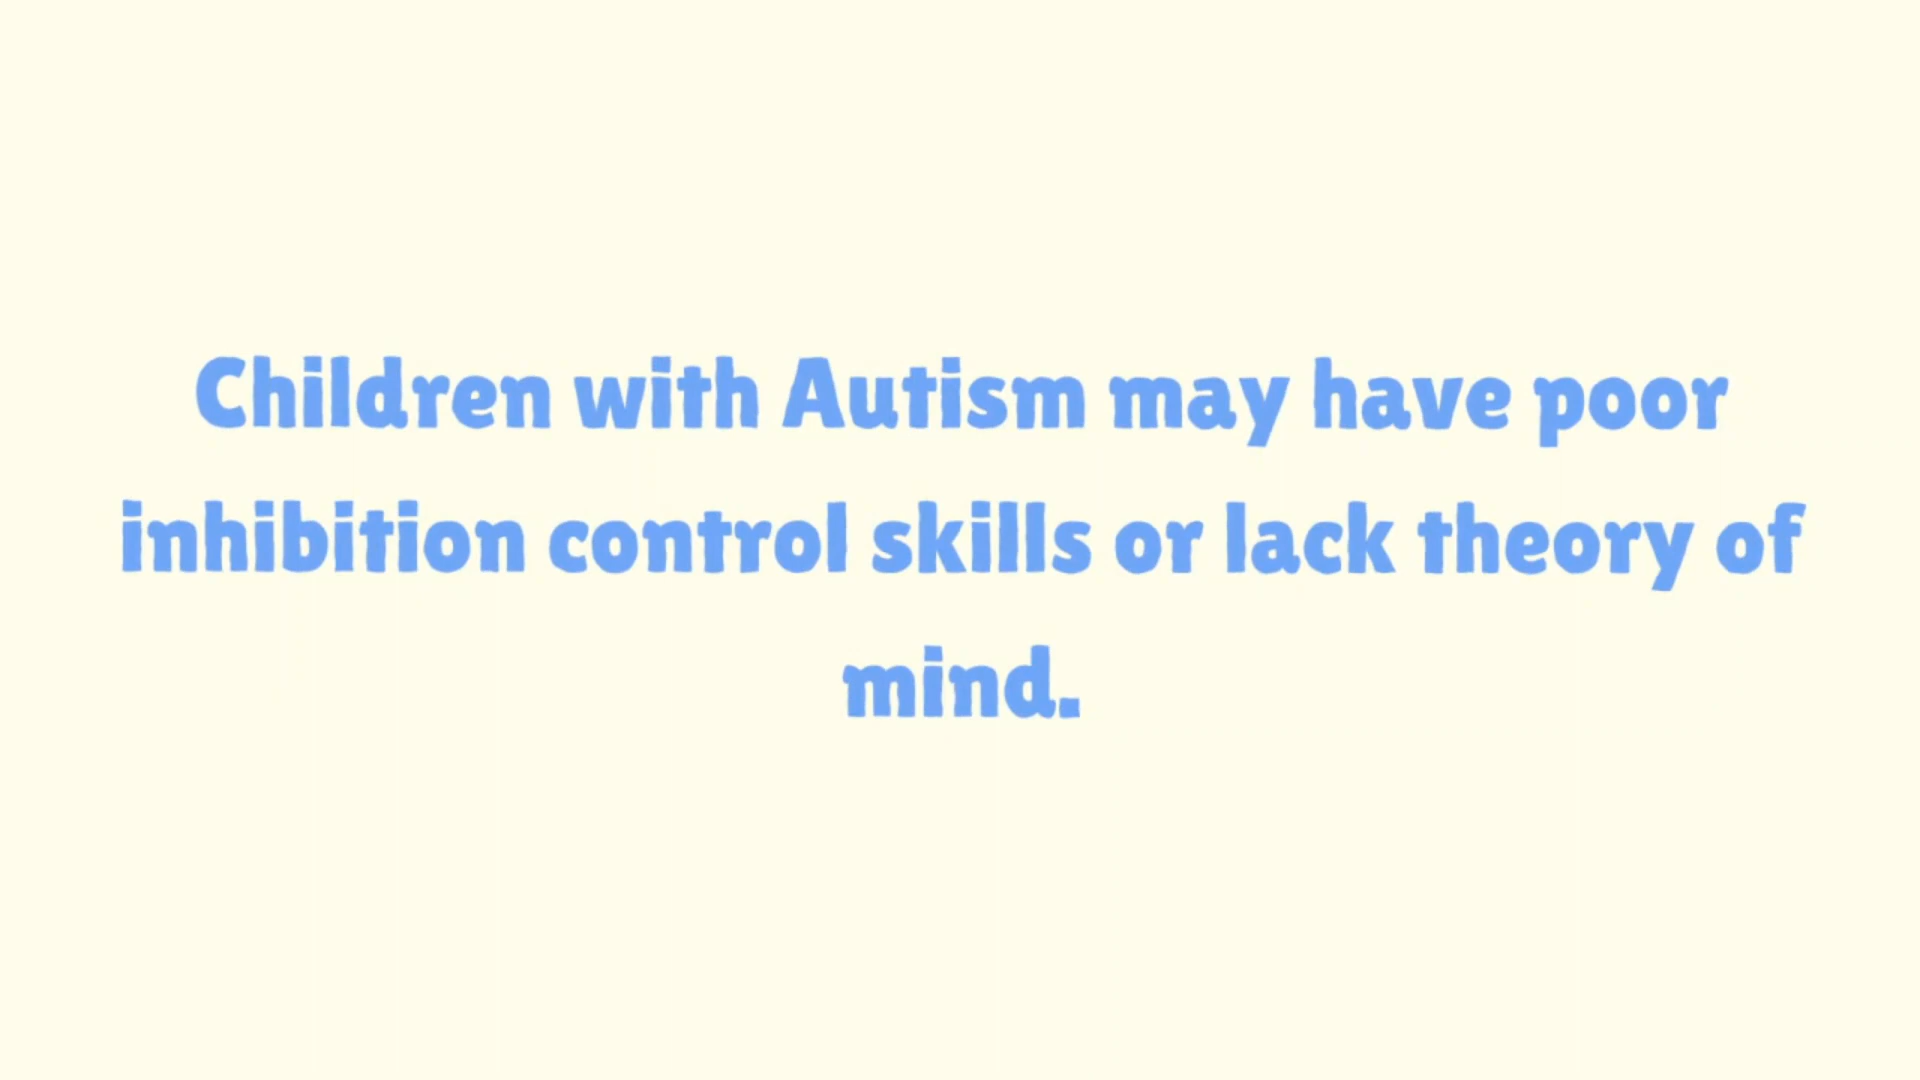 Children with Autism may have poor
inhibition control skills or lack theory of
mind.